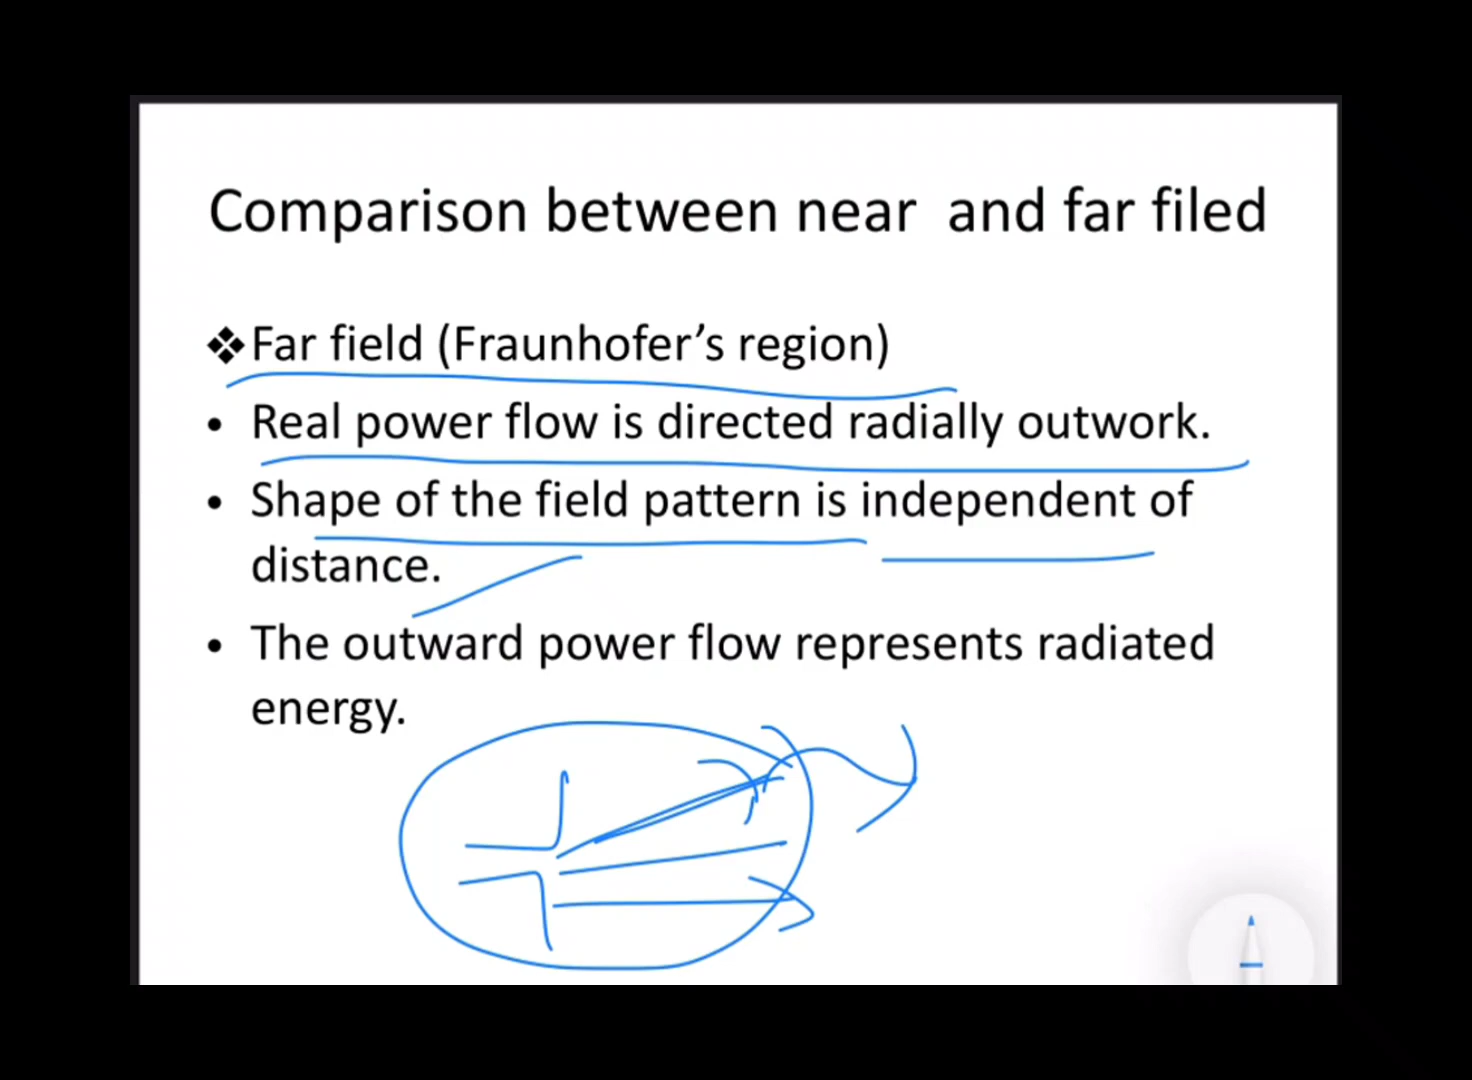 Comparison between near and far filed
❖Far field (Fraunhofer’s region)
• Real power flow is directed radially outwork.
• Shape of the field pattern is independent of
distance.
• The outward power flow represents radiated
energy.